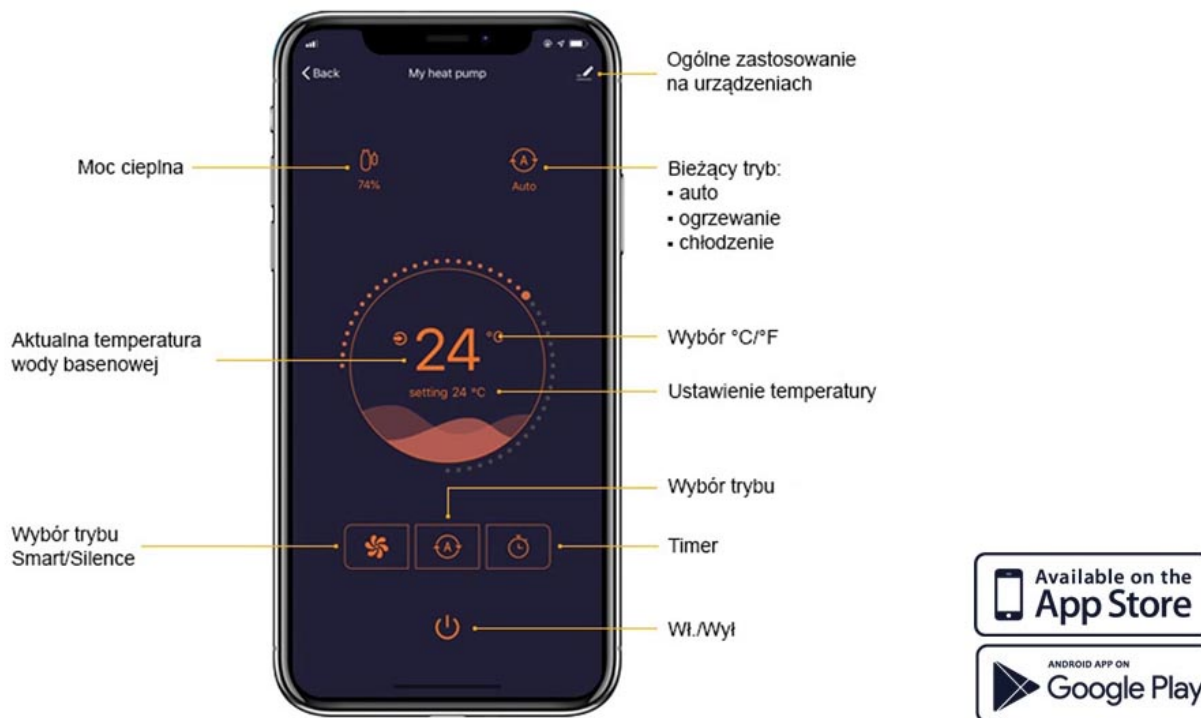 Back
My heat pump
Ogólne zastosowanie
na urządzeniach
Moc cieplna
74%
Auto
Bieżący tryb:
▪ auto
▪ ogrzewanie
▪ chłodzenie
Aktualna temperatura
wody basenowej
24 °C
setting 24 °C
Wybór °C/°F
Ustawienie temperatury
Wybór trybu
Wybór trybu
Smart/Silence
A
Timer
Wł./Wył
Available on the
App Store
ANDROID APP ON
Google Play